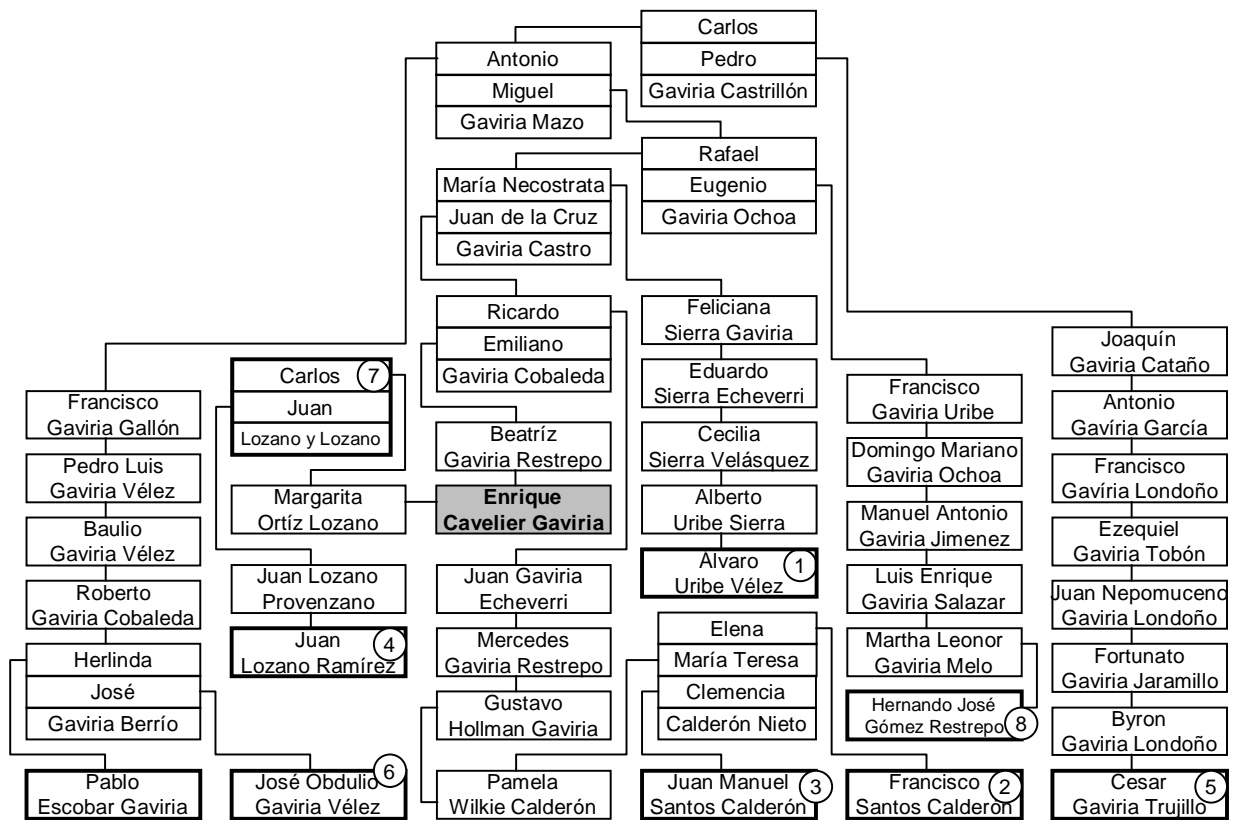 Carlos
Pedro
Gaviria Castrillón
Antonio
Miguel
Gaviria Mazo
Rafael
Eugenio
Gaviria Ochoa
María Necostrata
Juan de la Cruz
Gaviria Castro
Ricardo
Emiliano
Gaviria Cobaleda
Feliciana
Sierra Gaviria
Eduardo
Sierra Echeverri
Cecilia
Sierra Velásquez
Alberto
Uribe Sierra
Alvaro
Uribe Vélez
1
Joaquín
Gaviria Cataño
Antonio
Gavíria García
Francisco
Gavíria Londoño
Ezequiel
Gaviria Tobón
Juan Nepomuceno
Gaviria Londoño
Fortunato
Gaviria Jaramillo
Byron
Gaviria Londoño
Cesar
Gaviria Trujillo
5
Francisco
Gaviria Uribe
Domingo Mariano
Gaviria Ochoa
Manuel Antonio
Gaviria Jimenez
Luis Enrique
Gaviria Salazar
Martha Leonor
Gaviria Melo
Hernando José
Gómez Restrepo
8
Francisco
Gaviria Gallón
Pedro Luis
Gaviria Vélez
Baulio
Gaviria Vélez
Roberto
Gaviria Cobaleda
Herlinda
José
Gaviria Berrío
Pablo
Escobar Gaviria
José Obdulio
Gaviria Vélez
6
Carlos
7
Juan
Lozano y Lozano
Margarita
Ortíz Lozano
Juan Lozano
Provenzano
Juan
Lozano Ramírez
4
Beatríz
Gaviria Restrepo
Enrique
Cavelier Gaviria
Juan Gaviria
Echeverri
Mercedes
Gaviria Restrepo
Gustavo
Hollman Gaviria
Pamela
Wilkie Calderón
Elena
María Teresa
Clemencia
Calderón Nieto
Juan Manuel
Santos Calderón
3
Francisco
Santos Calderón
2